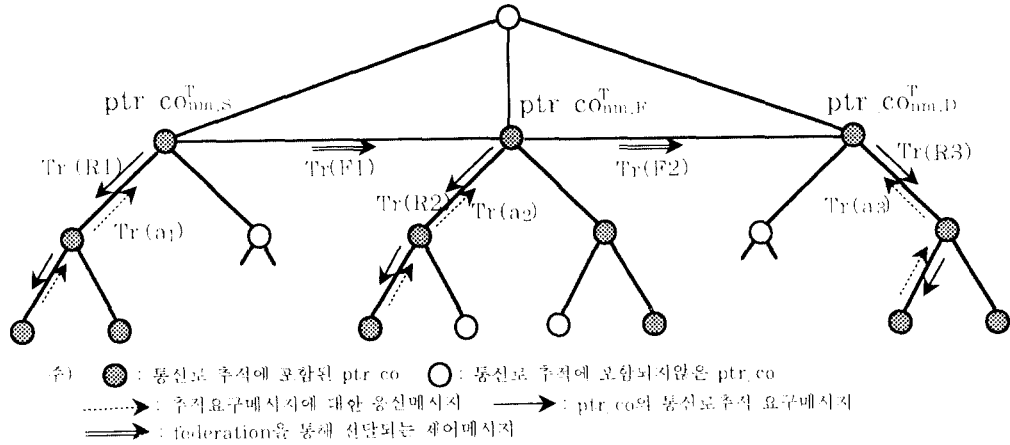 ptr co^T_nm,S
ptr co^T_nm,F
ptr co^T_nm,D
Tr(R1)
Tr(F1)
Tr(F2)
Tr(R3)
Tr(a1)
Tr(R2)
Tr(a2)
Tr(a3)
주) : 통신로 추적에 포함된 ptr co : 통신로 추적에 포함되지않은 ptr co
: 추적요구메시지에 대한 응신메시지 : ptr co의 통신로추적 요구메시지
: federation을 통해 전달되는 제어메시지